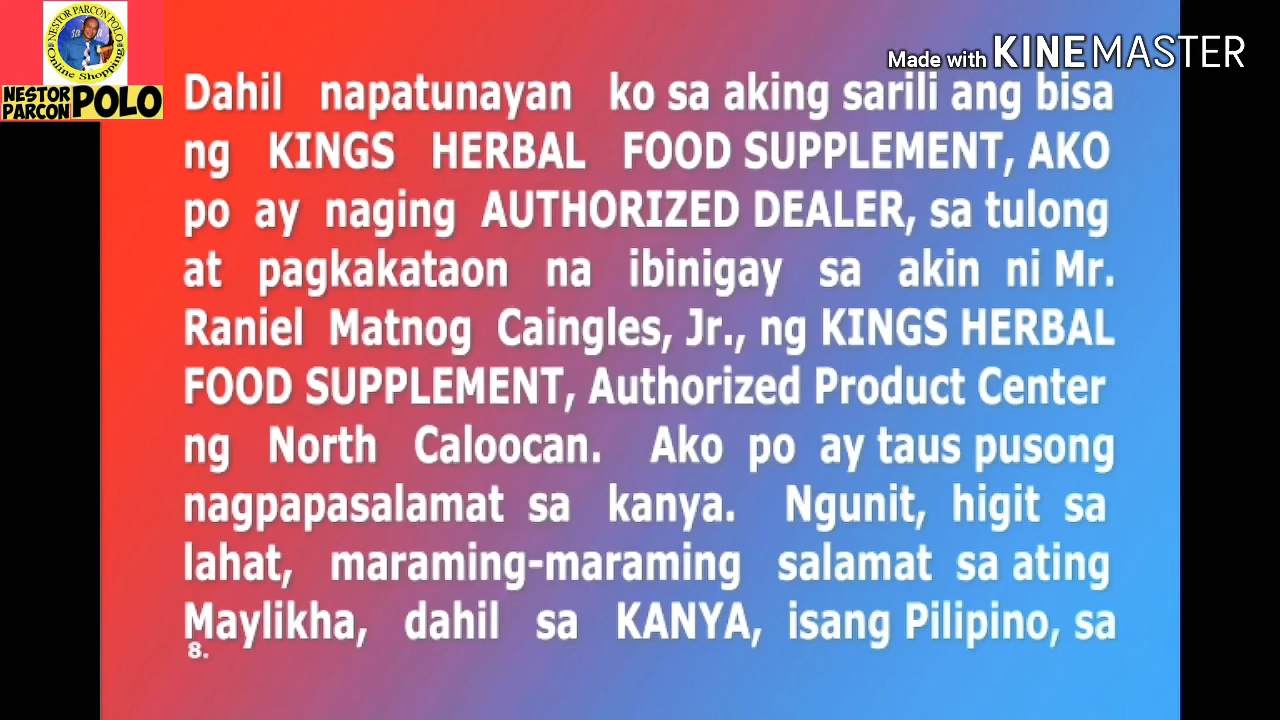 NESTOR PARCON POLO
Online Shopping
NESTOR
PARCON POLO
Made with KINEMASTER
Dahil napatunayan ko sa aking sarili ang bisa
ng KINGS HERBAL FOOD SUPPLEMENT, AKO
po ay naging AUTHORIZED DEALER, sa tulong
at pagkakataon na ibinigay sa akin ni Mr.
Raniel Matnog Caingles, Jr., ng KINGS HERBAL
FOOD SUPPLEMENT, Authorized Product Center
ng North Caloocan. Ako po ay taus pusong
nagpapasalamat sa kanya. Ngunit, higit sa
lahat, maraming-maraming salamat sa ating
Maylikha, dahil sa KANYA, isang Pilipino, sa
8.